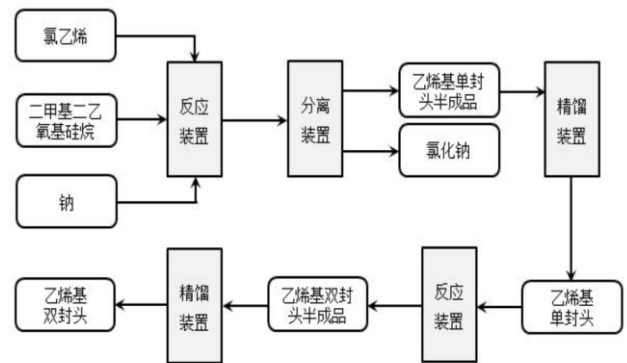 氯乙烯
二甲基二乙
氧基硅烷
钠
反应
装置
分离
装置
乙烯基单封
头半成品
氯化钠
精馏
装置
乙烯基
单封头
反应
装置
乙烯基双封
头半成品
精馏
装置
乙烯基
双封头